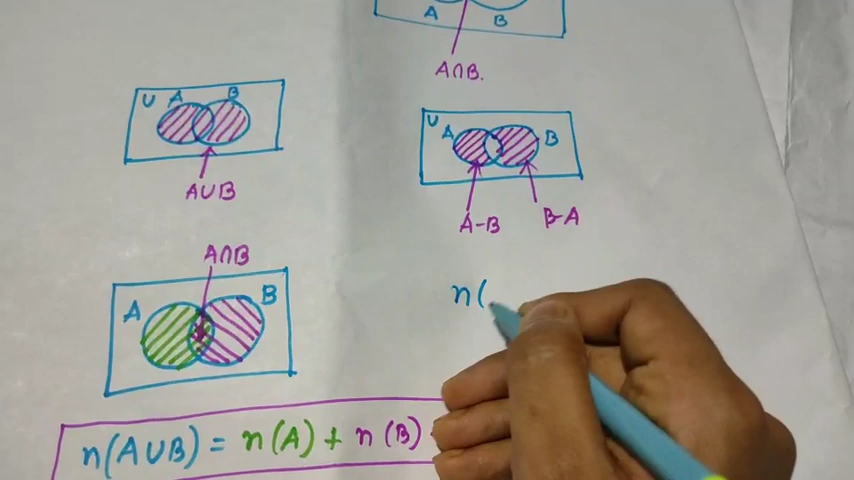 A B
A∩B.
U A B
A∪B
U A B
A-B B-A
A∩B
A B
n(
n(A∪B) = n(A) + n(B)